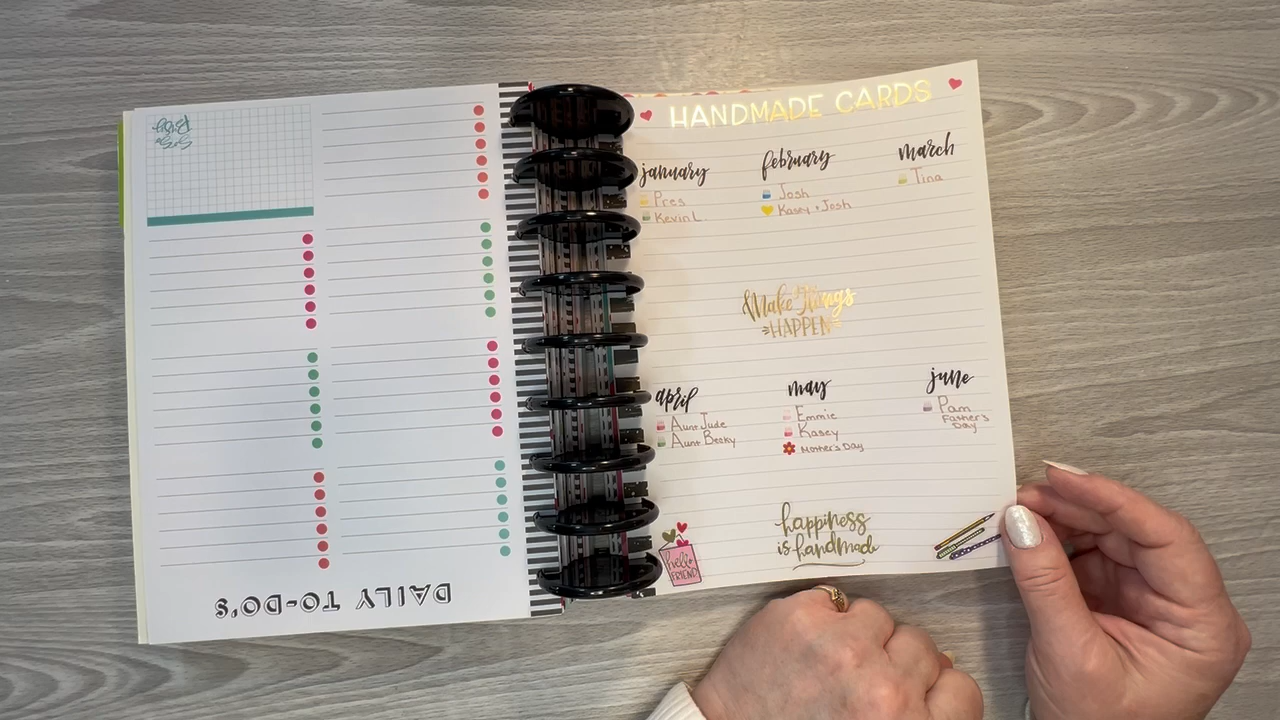 HANDMADE CARDS
january
Pres
Kevin L.
february
Josh
Kasey + Josh
march
Tina
Make Things
HAPPEN
april
Aunt Jude
Aunt Becky
may
Emmie
Kasey
Mother's Day
june
Pam
Father's
Day
happiness
is handmade
hello
FRIEND
DAILY TO-DO'S